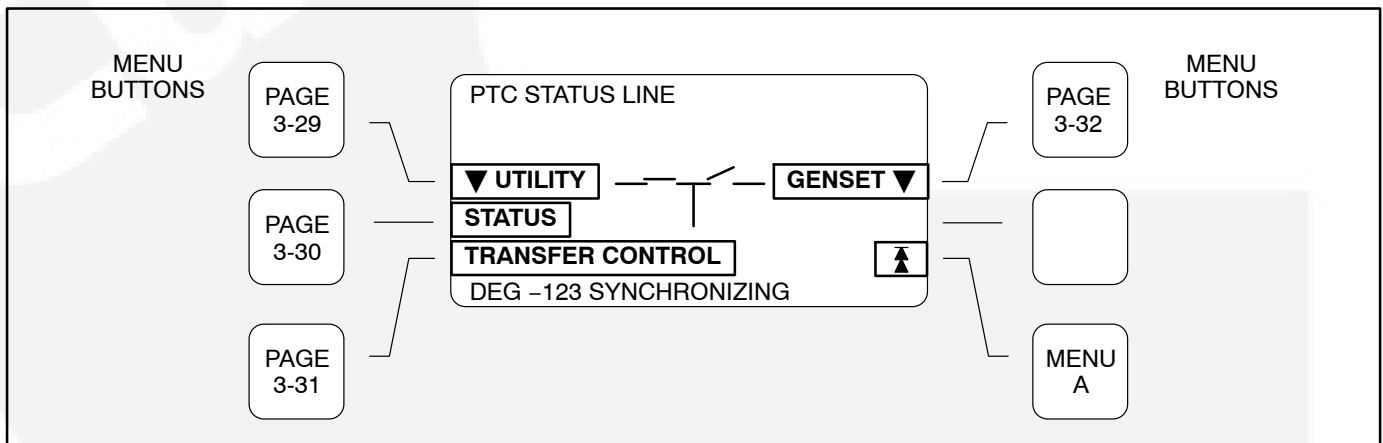 MENU
BUTTONS
PAGE
3-29
PAGE
3-30
PAGE
3-31
PTC STATUS LINE
▼ UTILITY
GENSET ▼
STATUS
TRANSFER CONTROL
DEG –123 SYNCHRONIZING
MENU
BUTTONS
PAGE
3-32
MENU
A